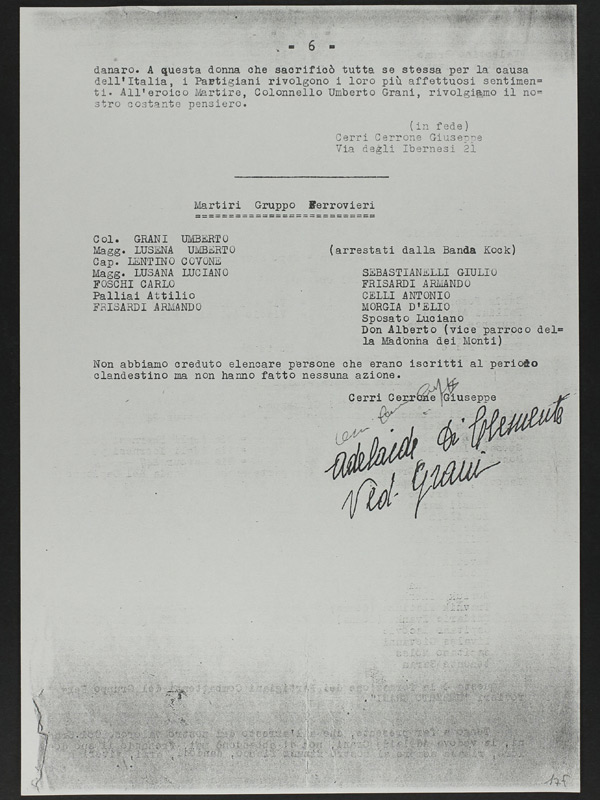 = 6 =
danaro. A questa donna che sacrificò tutta se stessa per la causa
dell'Italia, i Partigiani rivolgono i loro più affettuosi sentimen=
ti. All'eroico Martire, Colonnello Umberto Grani, rivolgiamo il no=
stro costante pensiero.
(in fede)
Cerri Cerrone Giuseppe
Via degli Ibernesi 21
Martiri Gruppo Ferrovieri
Col. GRANI UMBERTO
Magg. LUSENA UMBERTO
Cap. LENTINO COVONE
Magg. LUSANA LUCIANO
FOSCHI CARLO
Palliai Attilio
FRISARDI ARMANDO
(arrestati dalla Banda Kock)
SEBASTIANELLI GIULIO
FRISARDI ARMANDO
CELLI ANTONIO
MORGIA D'ELIO
Sposato Luciano
Don Alberto (vice parroco del=
la Madonna dei Monti)
Non abbiamo creduto elencare persone che erano iscritti al periodo
clandestino ma non hanno fatto nessuna azione.
Cerri Cerrone Giuseppe
Adelaide Di Clemente
Ved. Grani